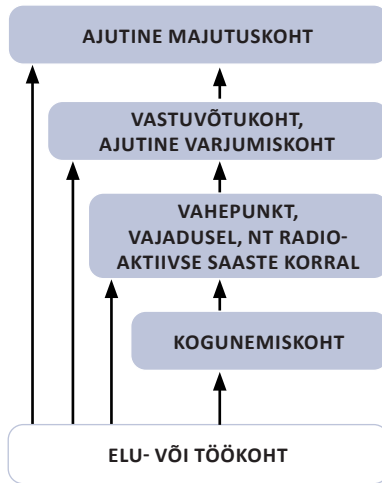 AJUTINE MAJUTUSKOHT
VASTUVÕTUKOHT,
AJUTINE VARJUMISKOHT
VAHEPUNKT,
VAJADUSEL, NT RADIO-
AKTIIVSE SAASTE KORRAL
KOGUNEMISKOHT
ELU- VÕI TÖÖKOHT